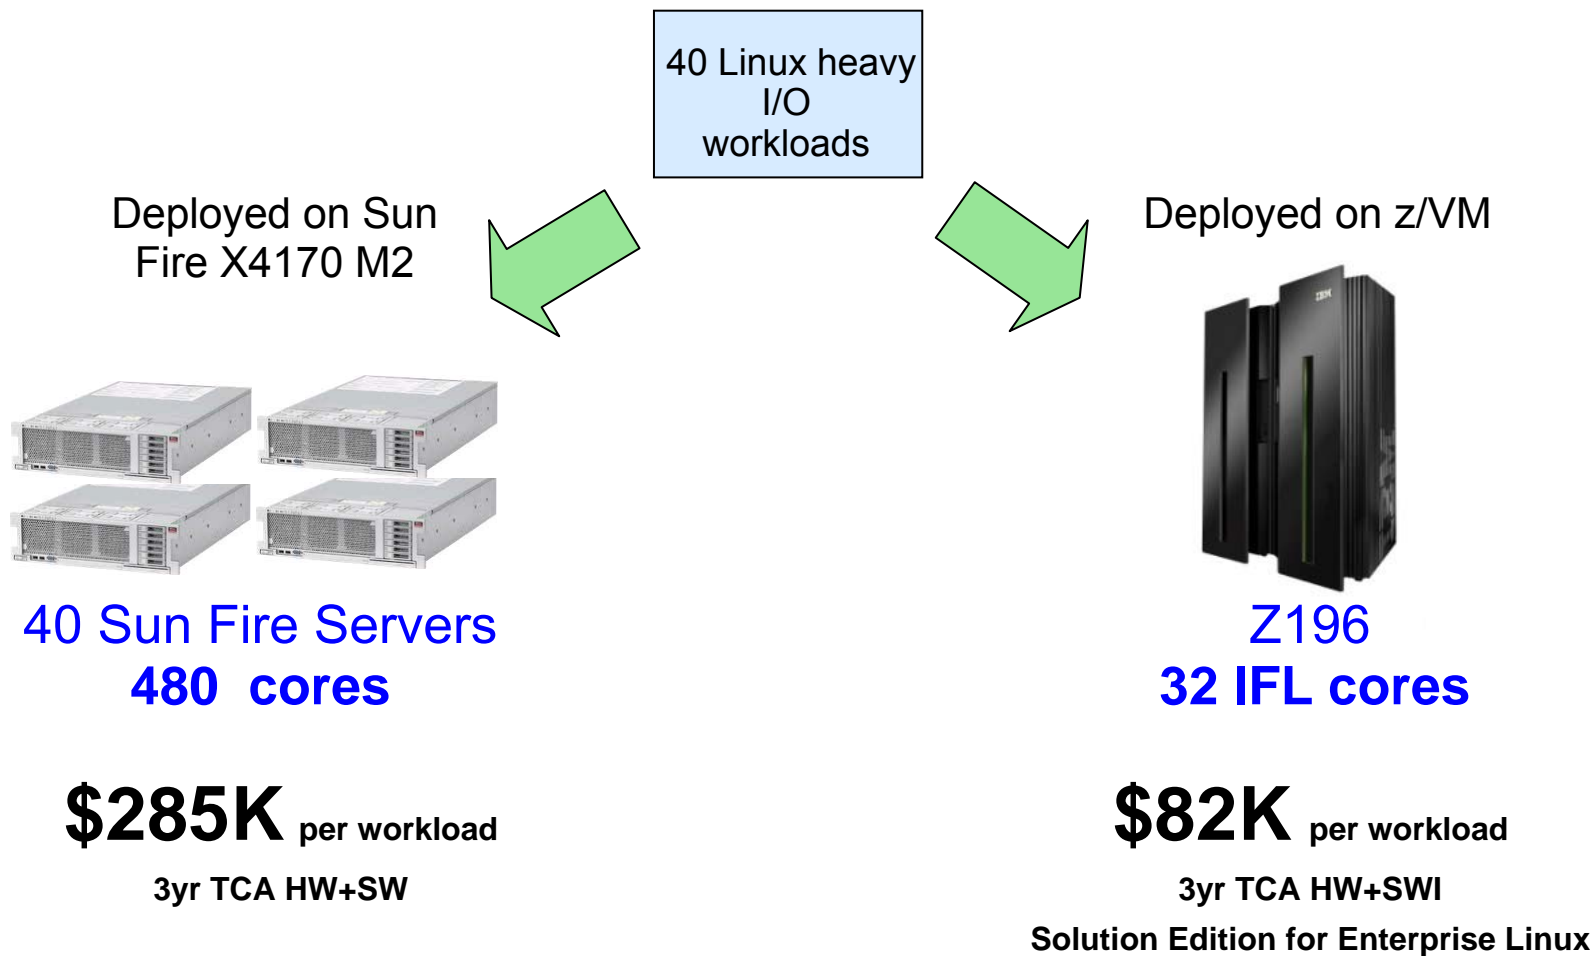 40 Linux heavy
I/O
workloads
Deployed on Sun
Fire X4170 M2
Deployed on z/VM
IBM
40 Sun Fire Servers
480 cores
Z196
32 IFL cores
$285K per workload
3yr TCA HW+SW
$82K per workload
3yr TCA HW+SWI
Solution Edition for Enterprise Linux